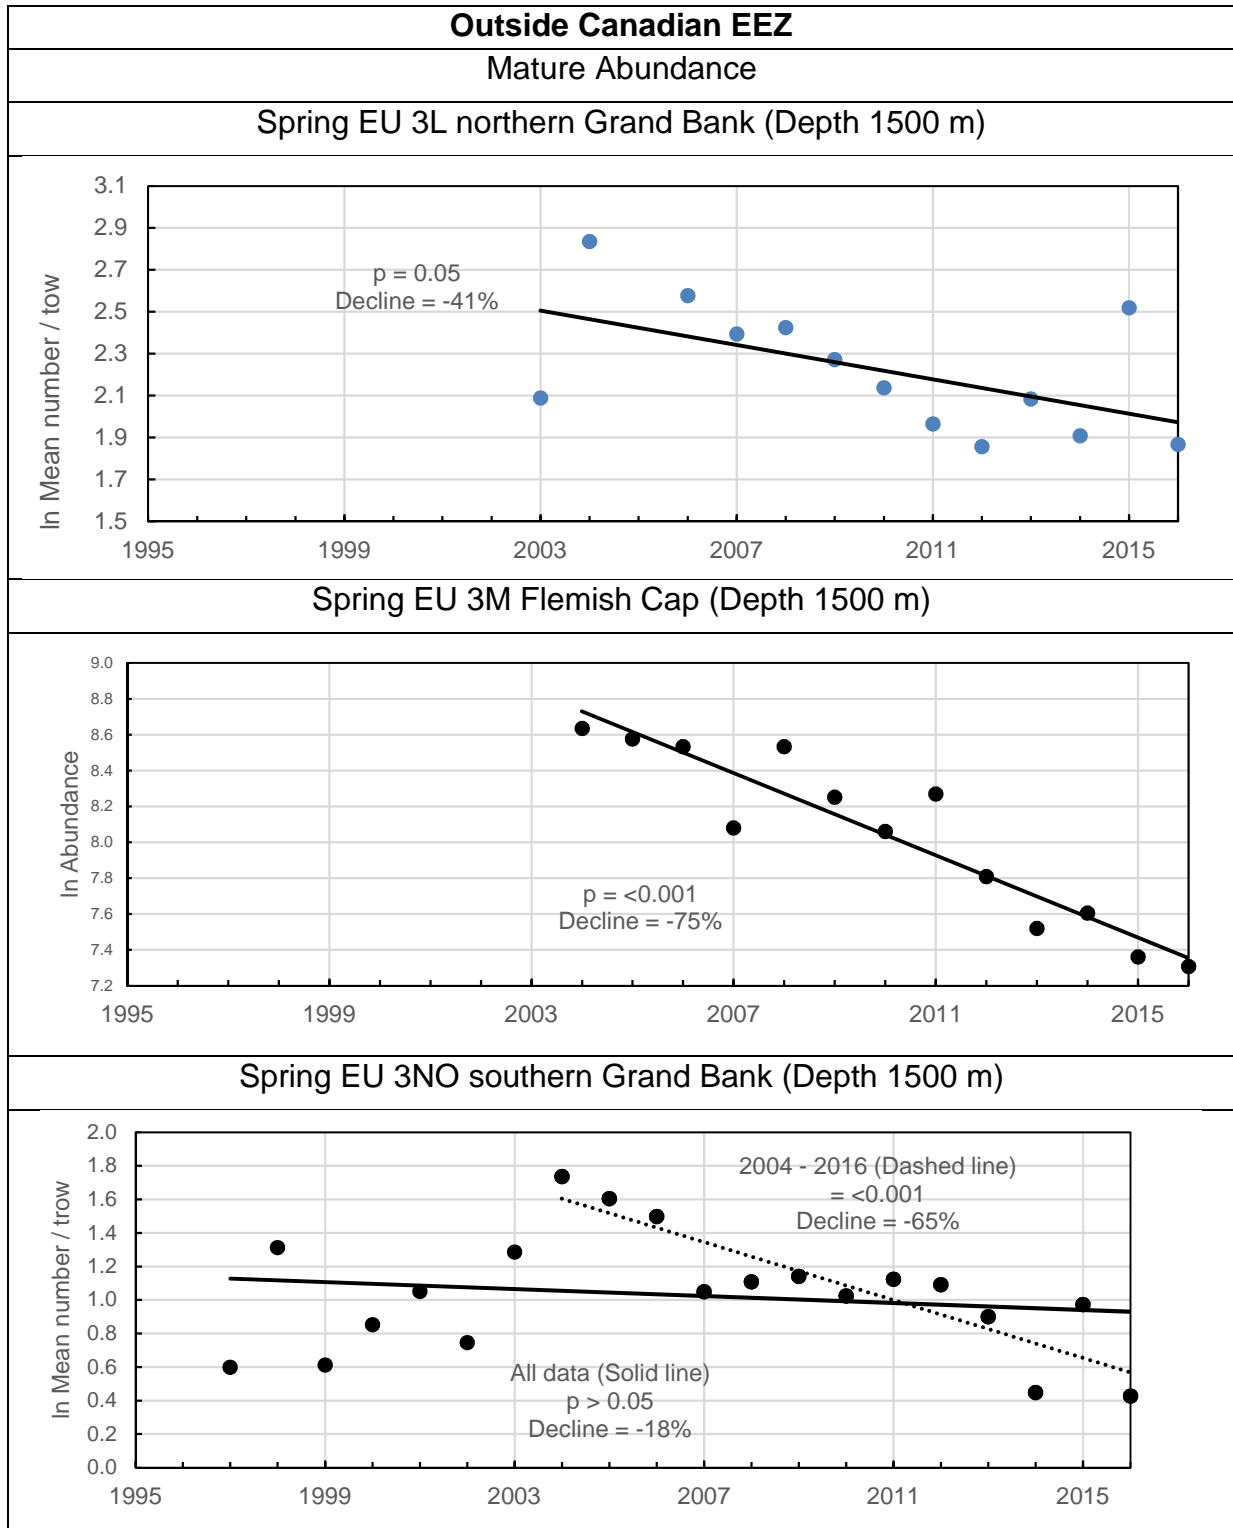 Outside Canadian EEZ
Mature Abundance
Spring EU 3L northern Grand Bank (Depth 1500 m)
ln Mean number / tow
3.1
2.9
2.7
2.5
2.3
2.1
1.9
1.7
1.5
p = 0.05
Decline = -41%
1995 1999 2003 2007 2011 2015
Spring EU 3M Flemish Cap (Depth 1500 m)
ln Abundance
9.0
8.8
8.6
8.4
8.2
8.0
7.8
7.6
7.4
7.2
p = <0.001
Decline = -75%
1995 1999 2003 2007 2011 2015
Spring EU 3NO southern Grand Bank (Depth 1500 m)
ln Mean number / trow
2.0
1.8
1.6
1.4
1.2
1.0
0.8
0.6
0.4
0.2
0.0
2004 - 2016 (Dashed line)
= <0.001
Decline = -65%
All data (Solid line)
p > 0.05
Decline = -18%
1995 1999 2003 2007 2011 2015